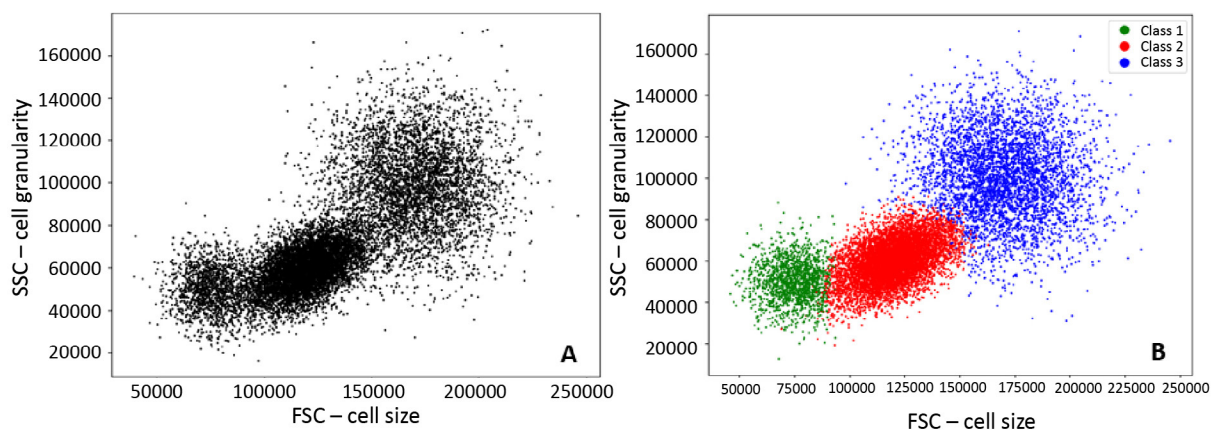 160000
140000
120000
100000
80000
60000
40000
20000
SSC – cell granularity
50000 100000 150000 200000 250000
FSC – cell size
A
160000
140000
120000
100000
80000
60000
40000
20000
SSC – cell granularity
Class 1
Class 2
Class 3
50000 75000 100000 125000 150000 175000 200000 225000 250000
FSC – cell size
B